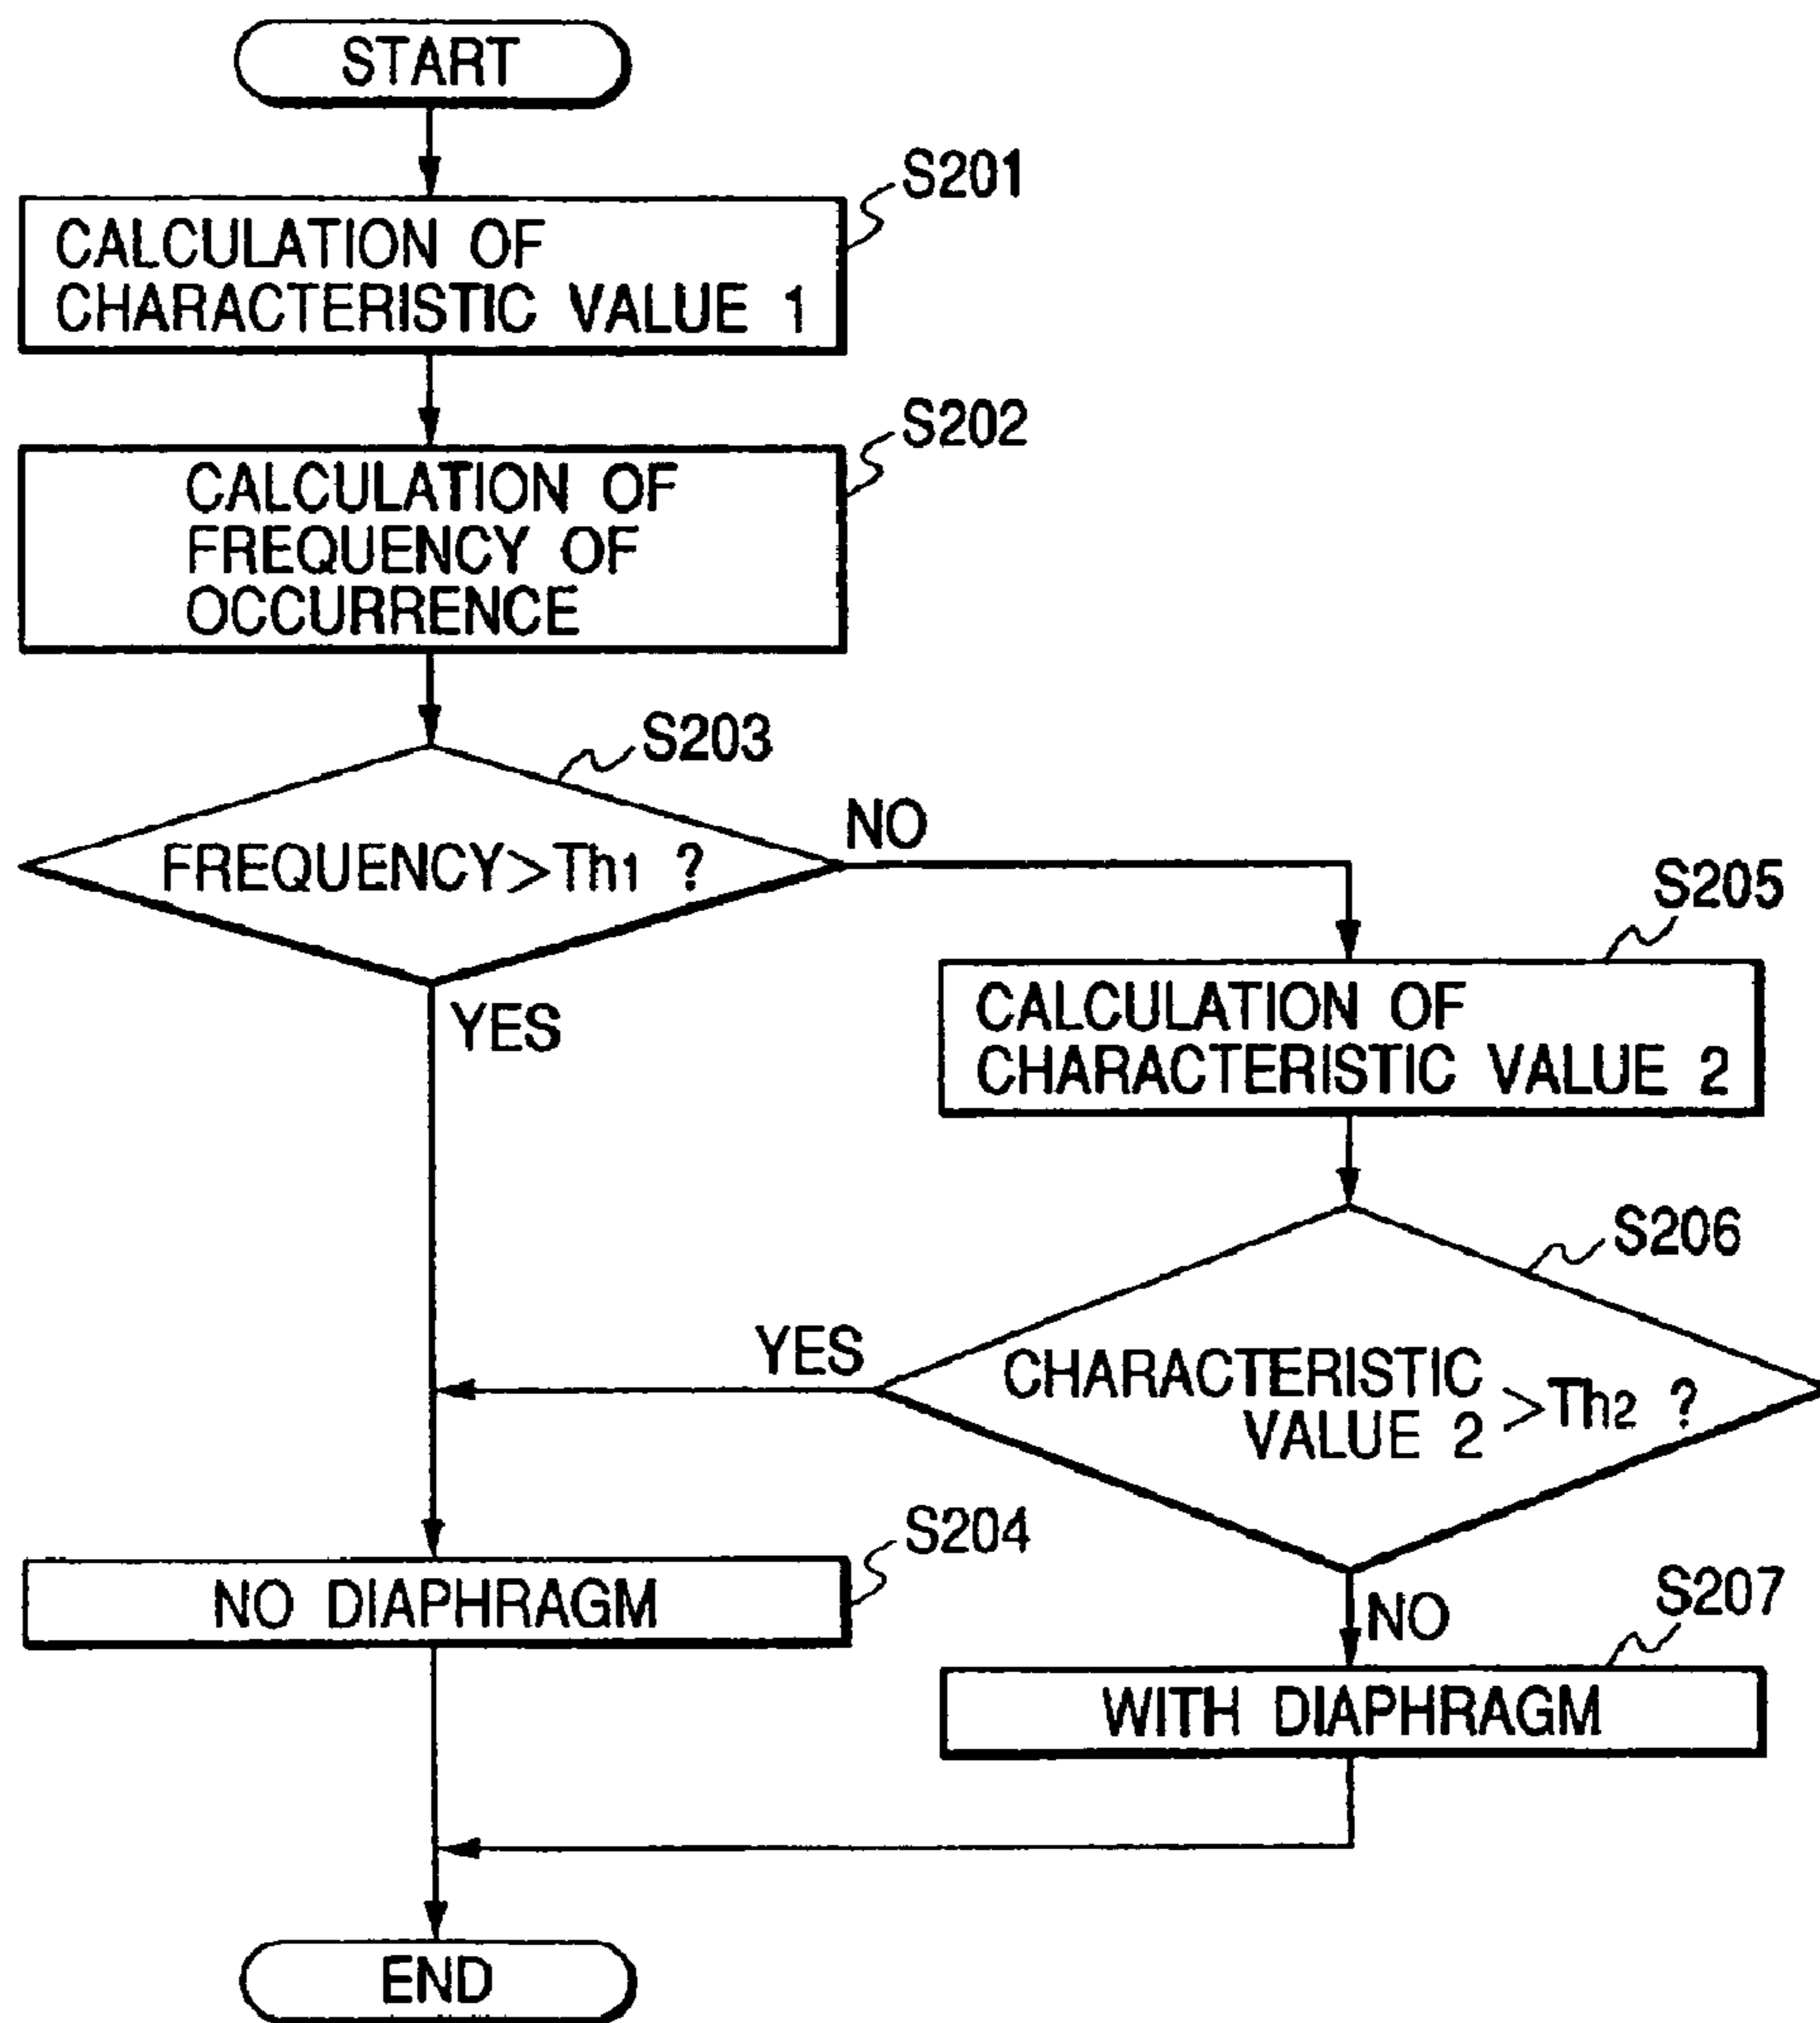 START
S201
CALCULATION OF
CHARACTERISTIC VALUE 1
S202
CALCULATION OF
FREQUENCY OF
OCCURRENCE
S203
FREQUENCY>Th1 ?
NO
YES
S205
CALCULATION OF
CHARACTERISTIC VALUE 2
S206
CHARACTERISTIC
VALUE 2 >Th2 ?
YES
NO
S204
NO DIAPHRAGM
S207
WITH DIAPHRAGM
END